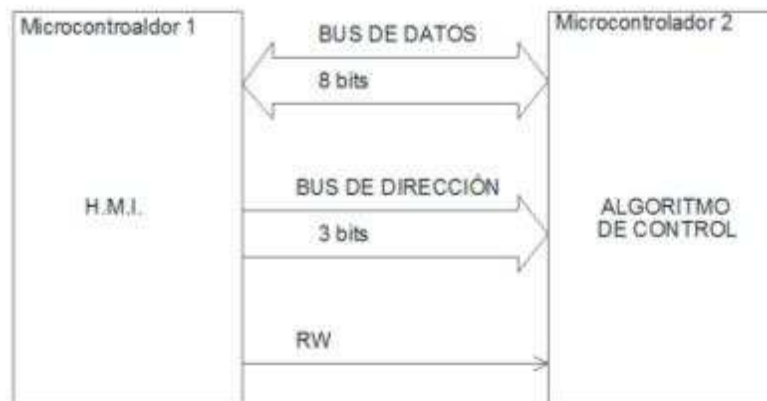 Microcontroaldor 1
BUS DE DATOS
Microcontrolador 2
8 bits
BUS DE DIRECCIÓN
H.M.I.
3 bits
ALGORITMO
DE CONTROL
RW